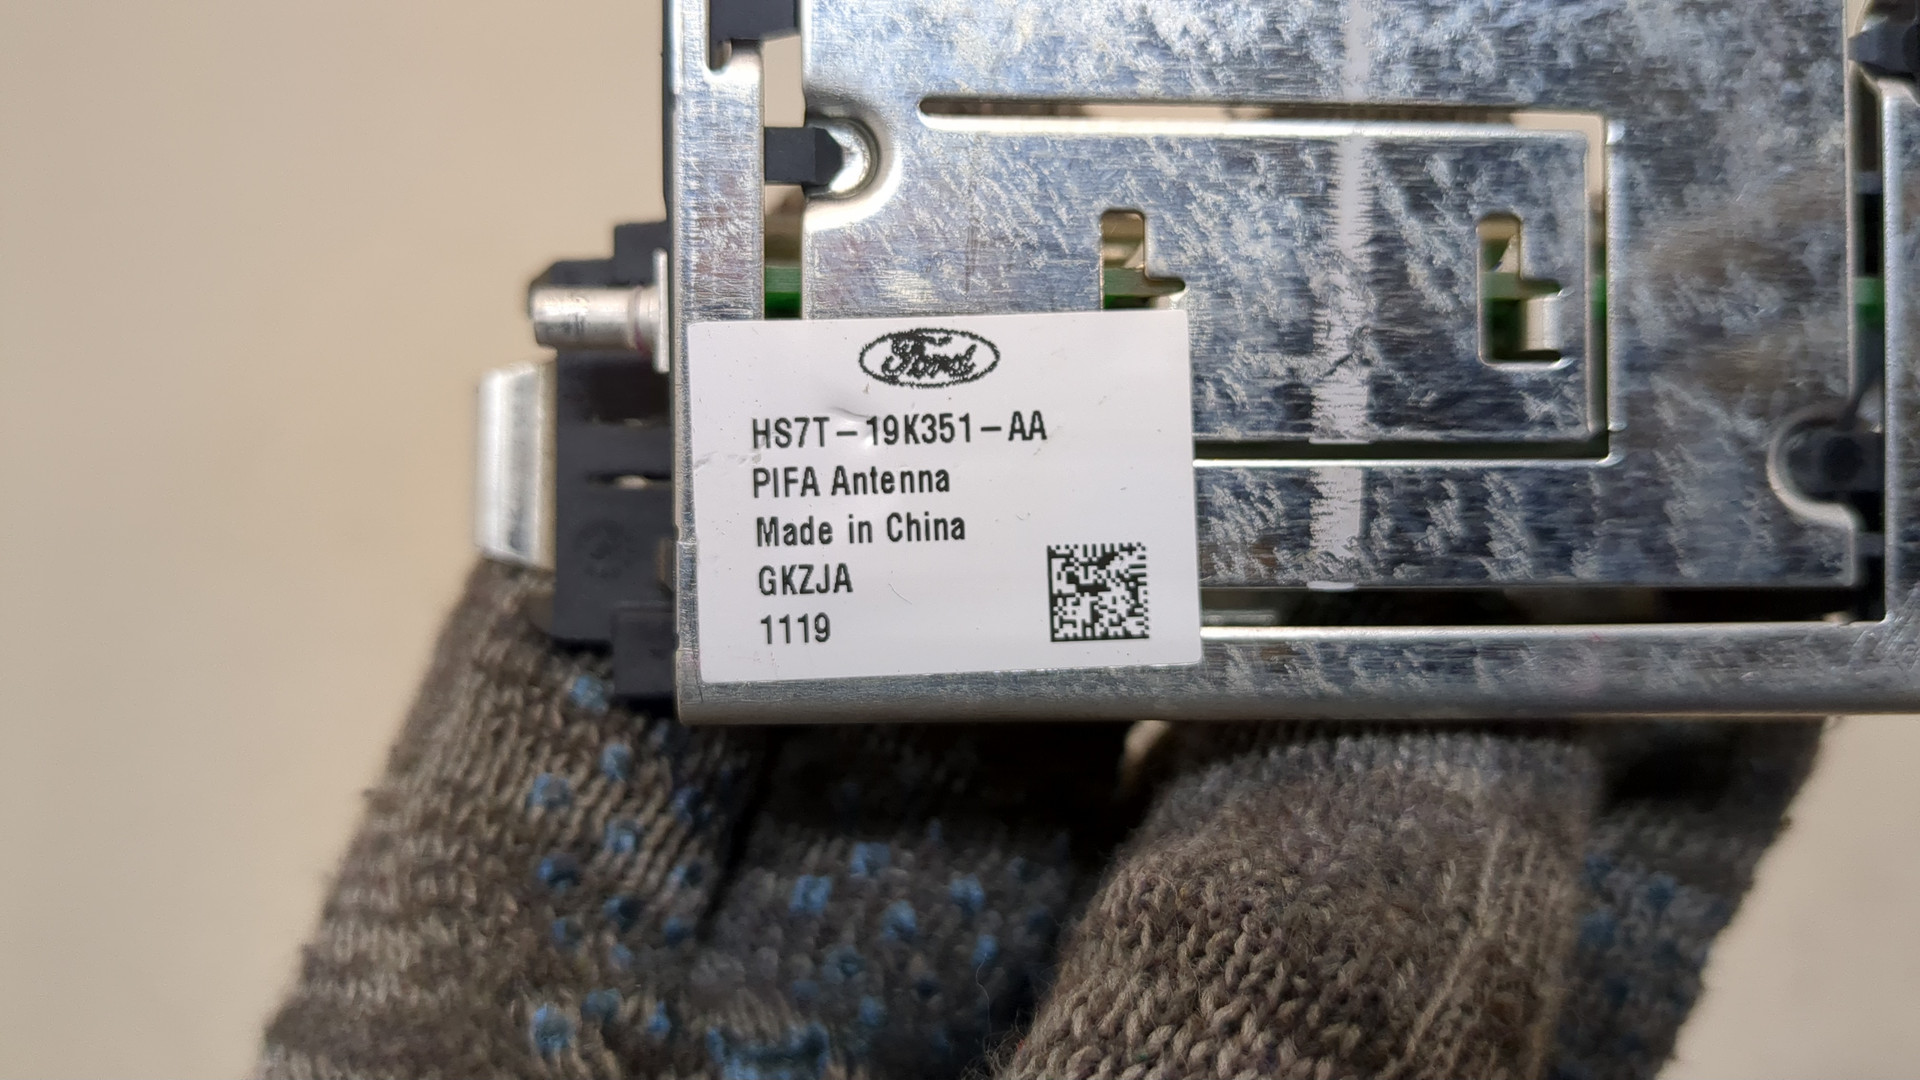 Ford
HS7T-19K351-AA
PIFA Antenna
Made in China
GKZJA
1119